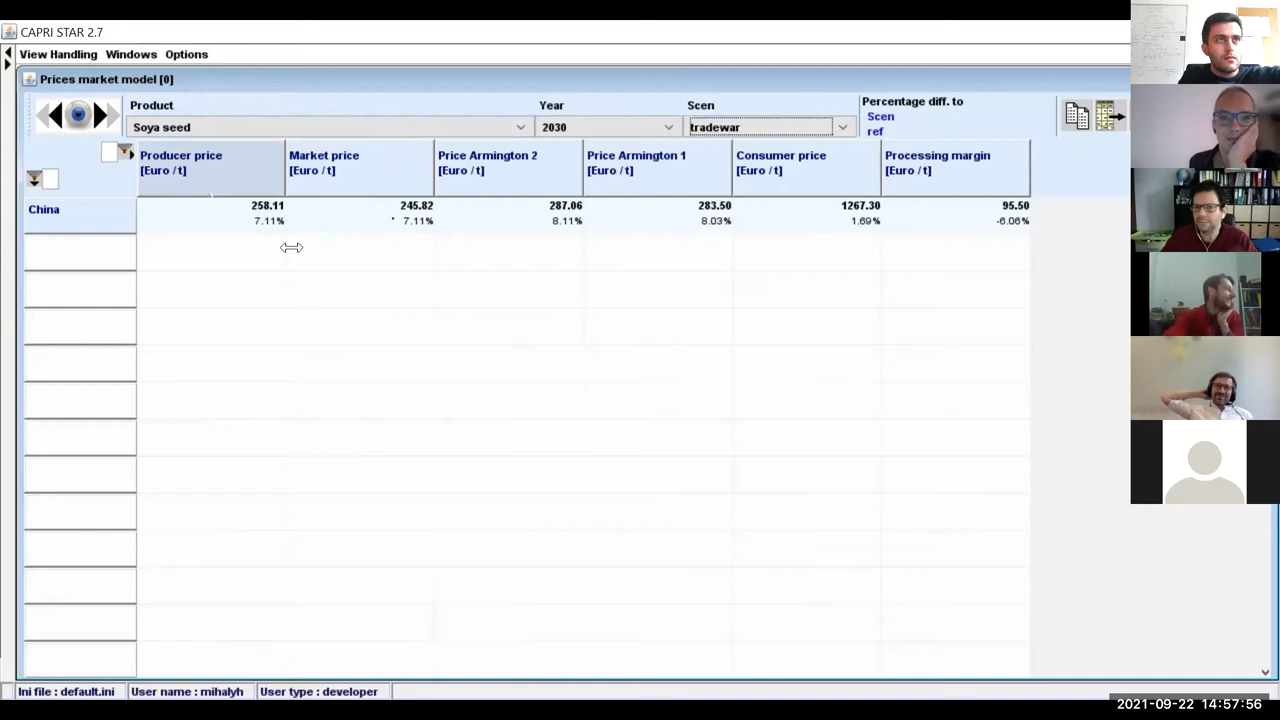 CAPRI STAR 2.7
View Handling Windows Options
Prices market model [0]
Product Year Scen Percentage diff. to
Scen
Soya seed 2030 tradewar
ref
Producer price Market price Price Armington 2 Price Armington 1 Consumer price Processing margin
[Euro / t] [Euro / t] [Euro / t] [Euro / t] [Euro / t] [Euro / t]
China 258.11 245.82 287.06 283.50 1267.30 95.50
7.11% 7.11% 8.11% 8.03% 1.69% -6.06%
Ini file : default.ini User name : mihalyh User type : developer
2021-09-22 14:57:56